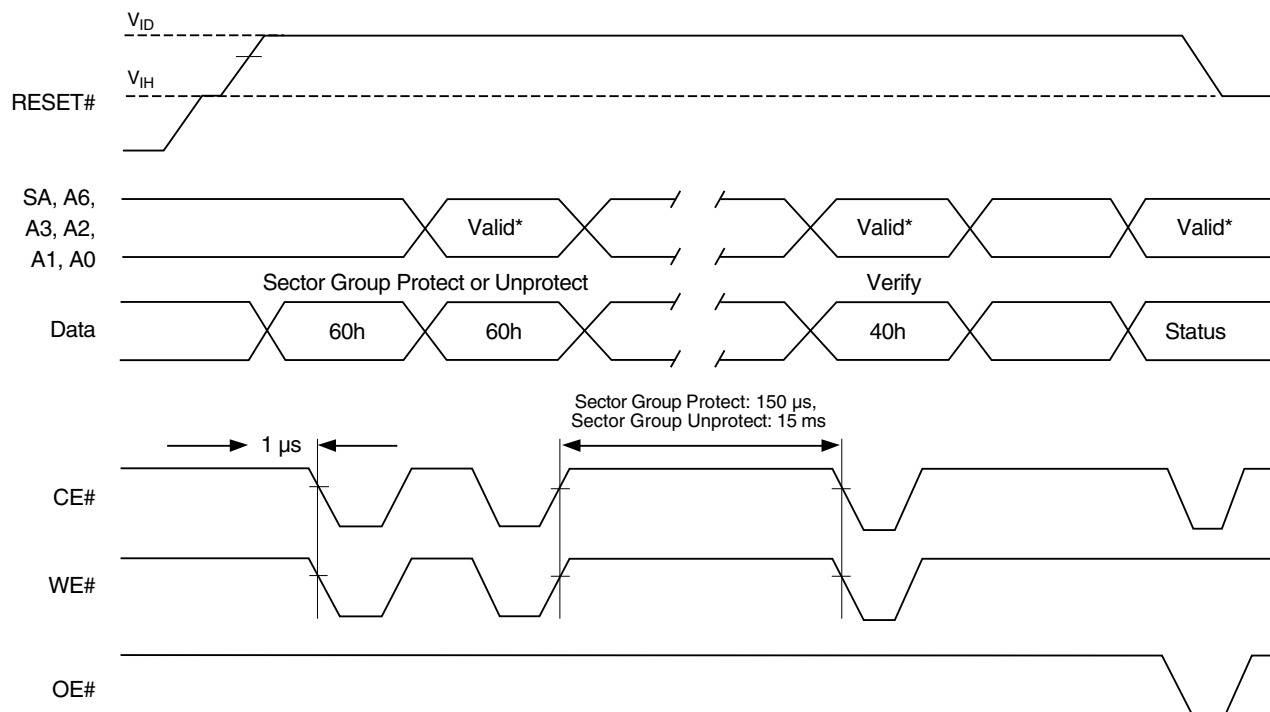 V_ID
V_IH
RESET#
SA, A6,
A3, A2,
A1, A0
Valid*
Valid*
Valid*
Sector Group Protect or Unprotect
Verify
Data
60h
60h
40h
Status
Sector Group Protect: 150 µs,
Sector Group Unprotect: 15 ms
1 µs
CE#
WE#
OE#